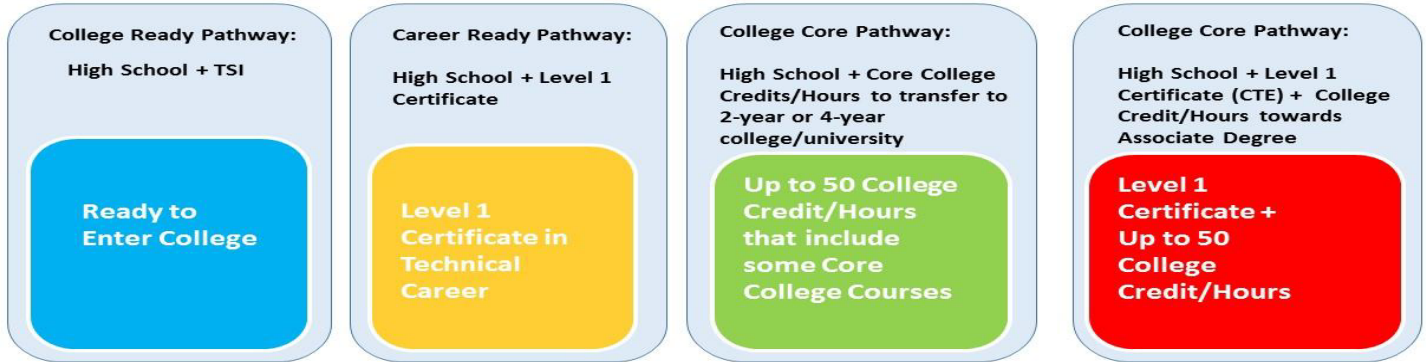 College Ready Pathway:
High School + TSI
Ready to
Enter College
Career Ready Pathway:
High School + Level 1
Certificate
Level 1
Certificate in
Technical
Career
College Core Pathway:
High School + Core College
Credits/Hours to transfer to
2-year or 4-year
college/university
Up to 50 College
Credit/Hours
that include
some Core
College Courses
College Core Pathway:
High School + Level 1
Certificate (CTE) + College
Credit/Hours towards
Associate Degree
Level 1
Certificate +
Up to 50
College
Credit/Hours